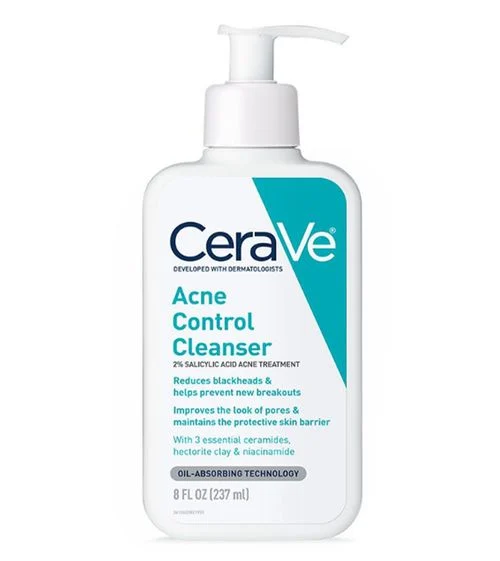 CeraVe®
DEVELOPED WITH DERMATOLOGISTS
Acne
Control
Cleanser
2% SALICYLIC ACID ACNE TREATMENT
Reduces blackheads &
helps prevent new breakouts
Improves the look of pores &
maintains the protective skin barrier
With 3 essential ceramides,
hectorite clay & niacinamide
OIL-ABSORBING TECHNOLOGY
8 FL OZ (237 ml)